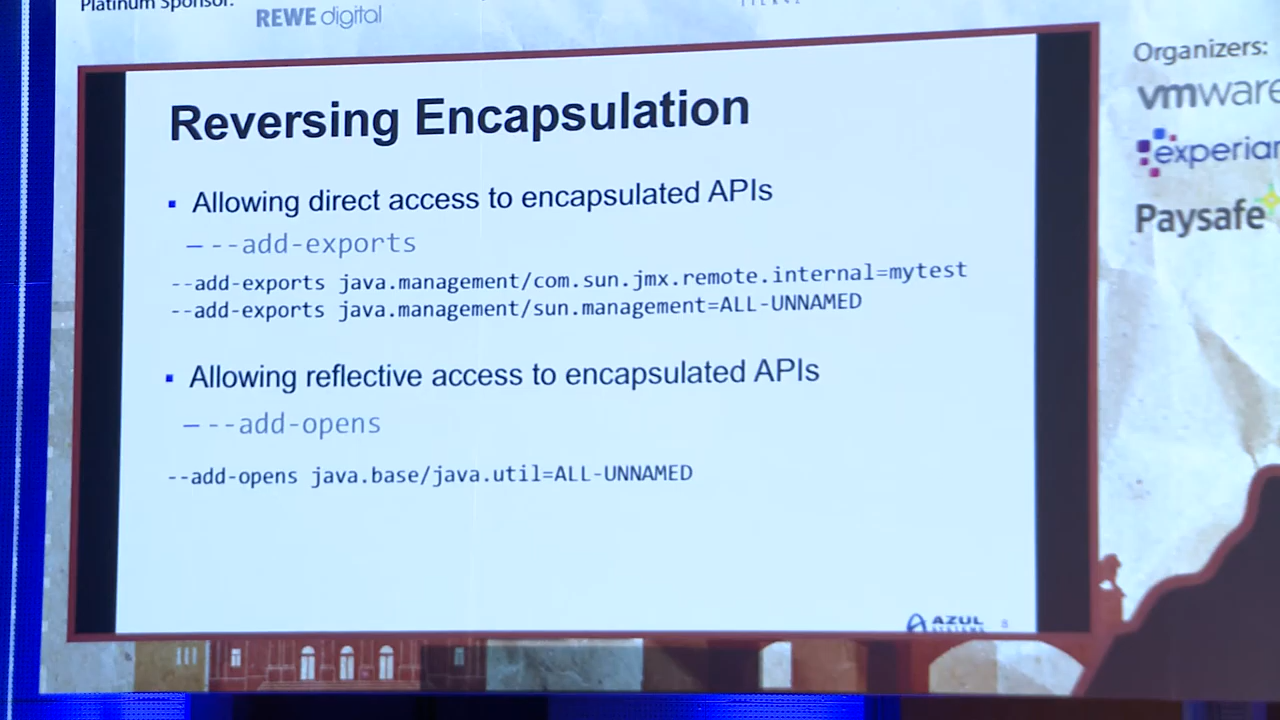 Platinum Sponsor:
REWE digital
Reversing Encapsulation
▪ Allowing direct access to encapsulated APIs
– --add-exports
--add-exports java.management/com.sun.jmx.remote.internal=mytest
--add-exports java.management/sun.management=ALL-UNNAMED
▪ Allowing reflective access to encapsulated APIs
– --add-opens
--add-opens java.base/java.util=ALL-UNNAMED
AZUL
SYSTEMS
8
Organizers:
vmware
experian
Paysafe